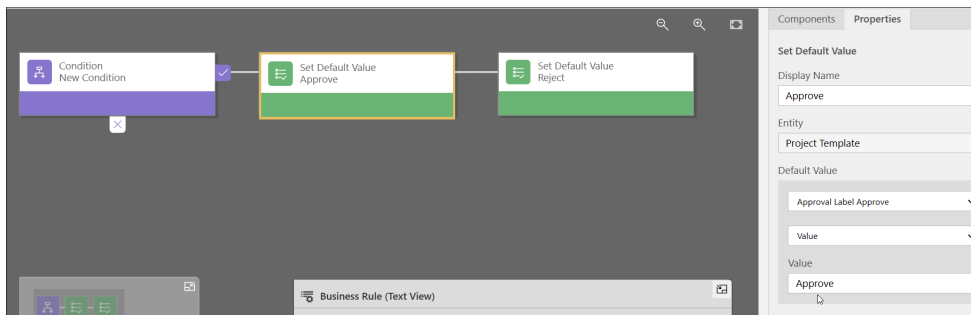 Components Properties
Condition
New Condition
Set Default Value
Approve
Set Default Value
Reject
Set Default Value
Display Name
Approve
Entity
Project Template
Default Value
Approval Label Approve
Value
Value
Approve
Business Rule (Text View)